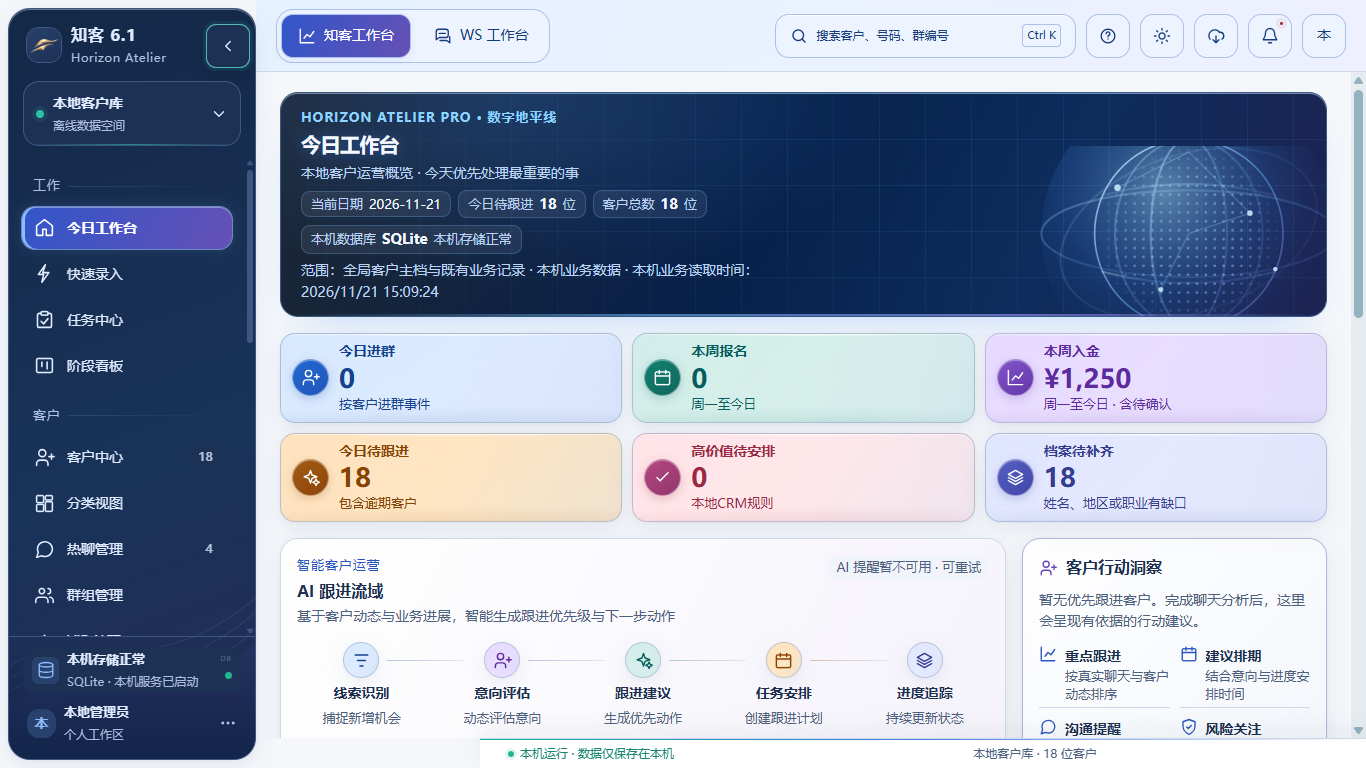 知客 6.1
Horizon Atelier
本地客户库
离线数据空间
工作
今日工作台
快速录入
任务中心
阶段看板
客户
客户中心 18
分类视图
热聊管理 4
群组管理
本机存储正常 DB
SQLite · 本机服务已启动
本 本地管理员
个人工作区
知客工作台 WS 工作台
搜索客户、号码、群编号 Ctrl K
本
HORIZON ATELIER PRO • 数字地平线
今日工作台
本地客户运营概览 · 今天优先处理最重要的事
当前日期 2026-11-21 今日待跟进 18 位 客户总数 18 位
本机数据库 SQLite 本机存储正常
范围：全局客户主档与既有业务记录 · 本机业务数据 · 本机业务读取时间：
2026/11/21 15:09:24
今日进群
0
按客户进群事件
本周报名
0
周一至今日
本周入金
¥1,250
周一至今日 · 含待确认
今日待跟进
18
包含逾期客户
高价值待安排
0
本地CRM规则
档案待补齐
18
姓名、地区或职业有缺口
智能客户运营
AI 提醒暂不可用 · 可重试
AI 跟进流域
基于客户动态与业务进展，智能生成跟进优先级与下一步动作
线索识别
捕捉新增机会
意向评估
动态评估意向
跟进建议
生成优先动作
任务安排
创建跟进计划
进度追踪
持续更新状态
客户行动洞察
暂无优先跟进客户。完成聊天分析后，这里
会呈现有依据的行动建议。
重点跟进
按真实聊天与客户
动态排序
建议排期
结合意向与进度安
排时间
沟通提醒
风险关注
本机运行 · 数据仅保存在本机
本地客户库 · 18 位客户